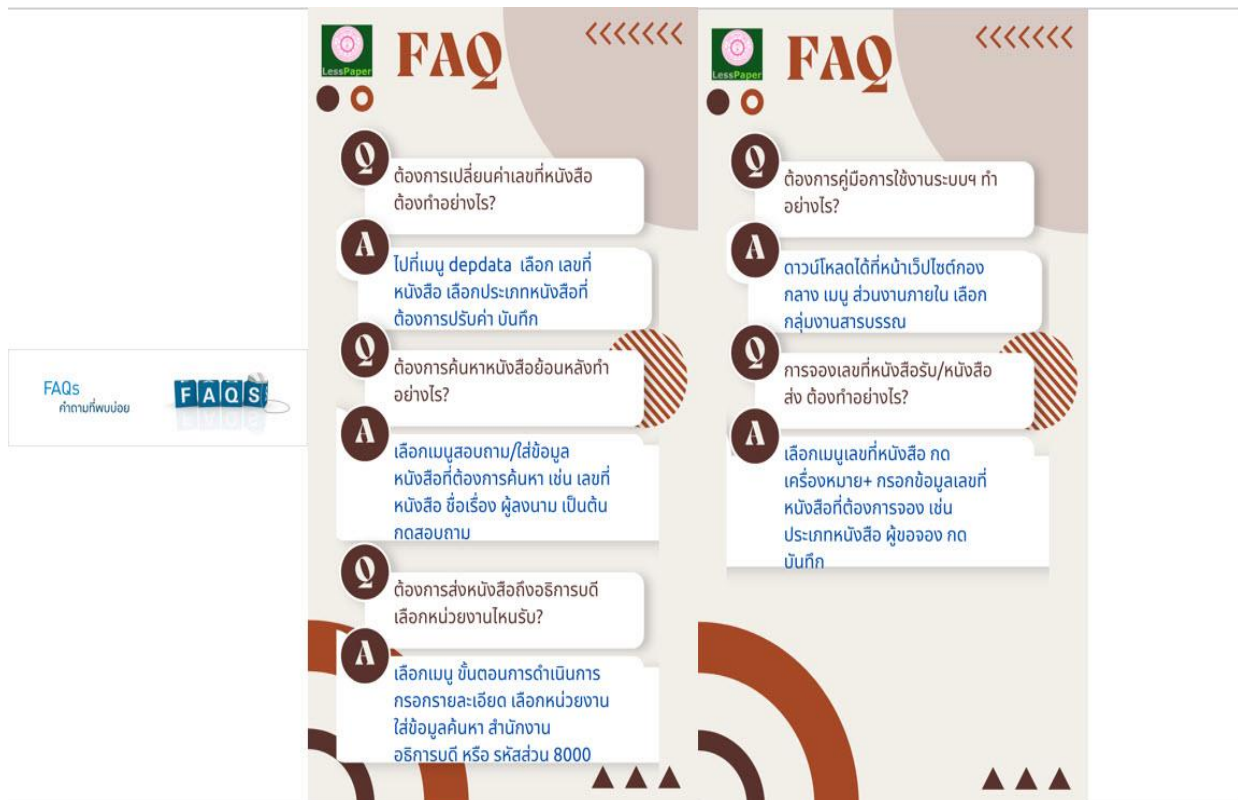 FAQs
คำถามที่พบบ่อย
FAQS
LessPaper
FAQ
Q
ต้องการเปลี่ยนค่าเลขที่หนังสือ
ต้องทำอย่างไร?
A
ไปที่เมนู depdata เลือก เลขที่
หนังสือ เลือกประเภทหนังสือที่
ต้องการปรับค่า บันทึก
Q
ต้องการค้นหาหนังสือย้อนหลังทำ
อย่างไร?
A
เลือกเมนูสอบถาม/ใส่ข้อมูล
หนังสือที่ต้องการค้นหา เช่น เลขที่
หนังสือ ชื่อเรื่อง ผู้ลงนาม เป็นต้น
กดสอบถาม
Q
ต้องการส่งหนังสือถึงอธิการบดี
เลือกหน่วยงานไหนรับ?
A
เลือกเมนู ขั้นตอนการดำเนินการ
กรอกรายละเอียด เลือกหน่วยงาน
ใส่ข้อมูลค้นหา สำนักงาน
อธิการบดี หรือ รหัสส่วน 8000
LessPaper
FAQ
Q
ต้องการคู่มือการใช้งานระบบฯ ทำ
อย่างไร?
A
ดาวน์โหลดได้ที่หน้าเว็ปไซต์กอง
กลาง เมนู ส่วนงานภายใน เลือก
กลุ่มงานสารบรรณ
Q
การจองเลขที่หนังสือรับ/หนังสือ
ส่ง ต้องทำอย่างไร?
A
เลือกเมนูเลขที่หนังสือ กด
เครื่องหมาย+ กรอกข้อมูลเลขที่
หนังสือที่ต้องการจอง เช่น
ประเภทหนังสือ ผู้ขอจอง กด
บันทึก